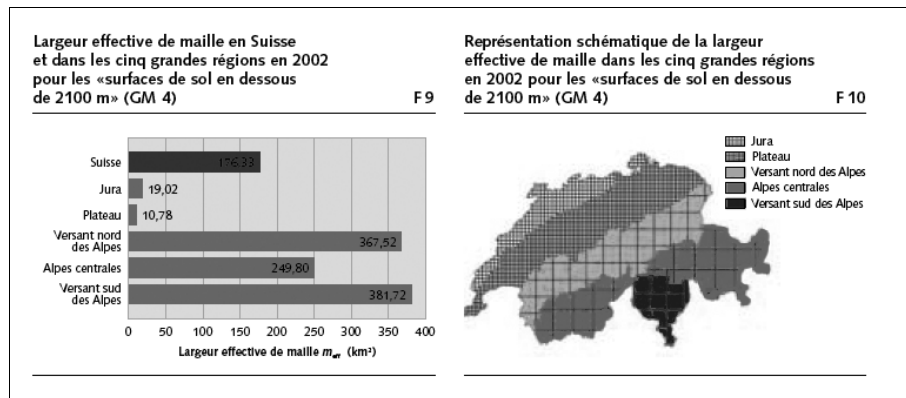 Largeur effective de maille en Suisse
et dans les cinq grandes régions en 2002
pour les «surfaces de sol en dessous
de 2100 m» (GM 4) F 9
Suisse 176,33
Jura 19,02
Plateau 10,78
Versant nord
des Alpes 367,52
Alpes centrales 249,80
Versant sud
des Alpes 381,72
0 50 100 150 200 250 300 350 400
Largeur effective de maille meff (km²)
Représentation schématique de la largeur
effective de maille dans les cinq grandes régions
en 2002 pour les «surfaces de sol en dessous
de 2100 m» (GM 4) F 10
Jura
Plateau
Versant nord des Alpes
Alpes centrales
Versant sud des Alpes